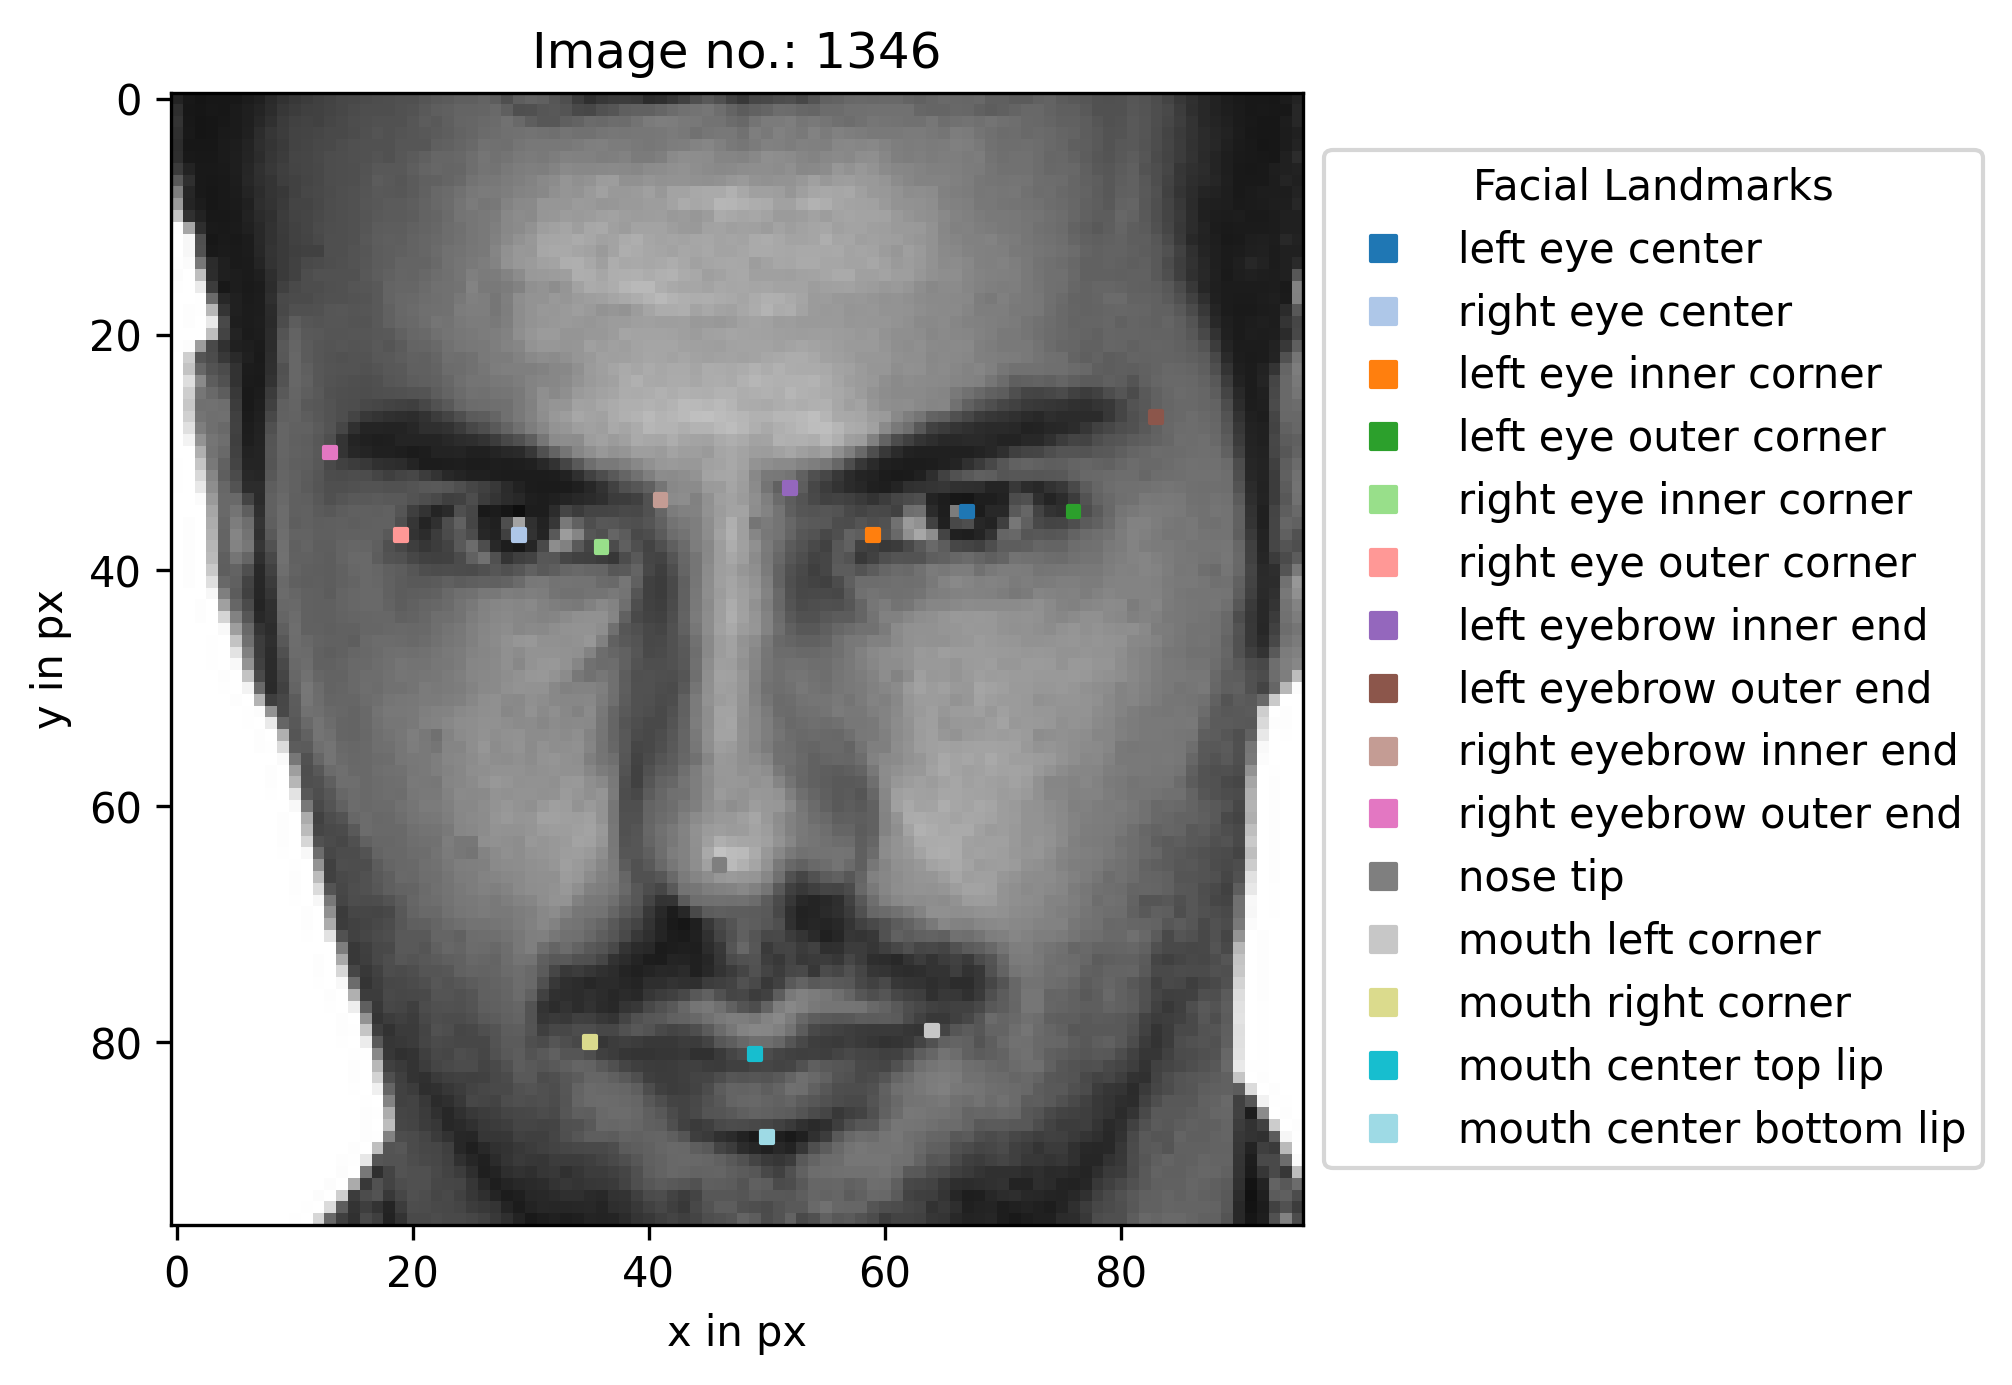 Image no.: 1346
0
20
40
60
80
y in px
0 20 40 60 80
x in px
Facial Landmarks
left eye center
right eye center
left eye inner corner
left eye outer corner
right eye inner corner
right eye outer corner
left eyebrow inner end
left eyebrow outer end
right eyebrow inner end
right eyebrow outer end
nose tip
mouth left corner
mouth right corner
mouth center top lip
mouth center bottom lip